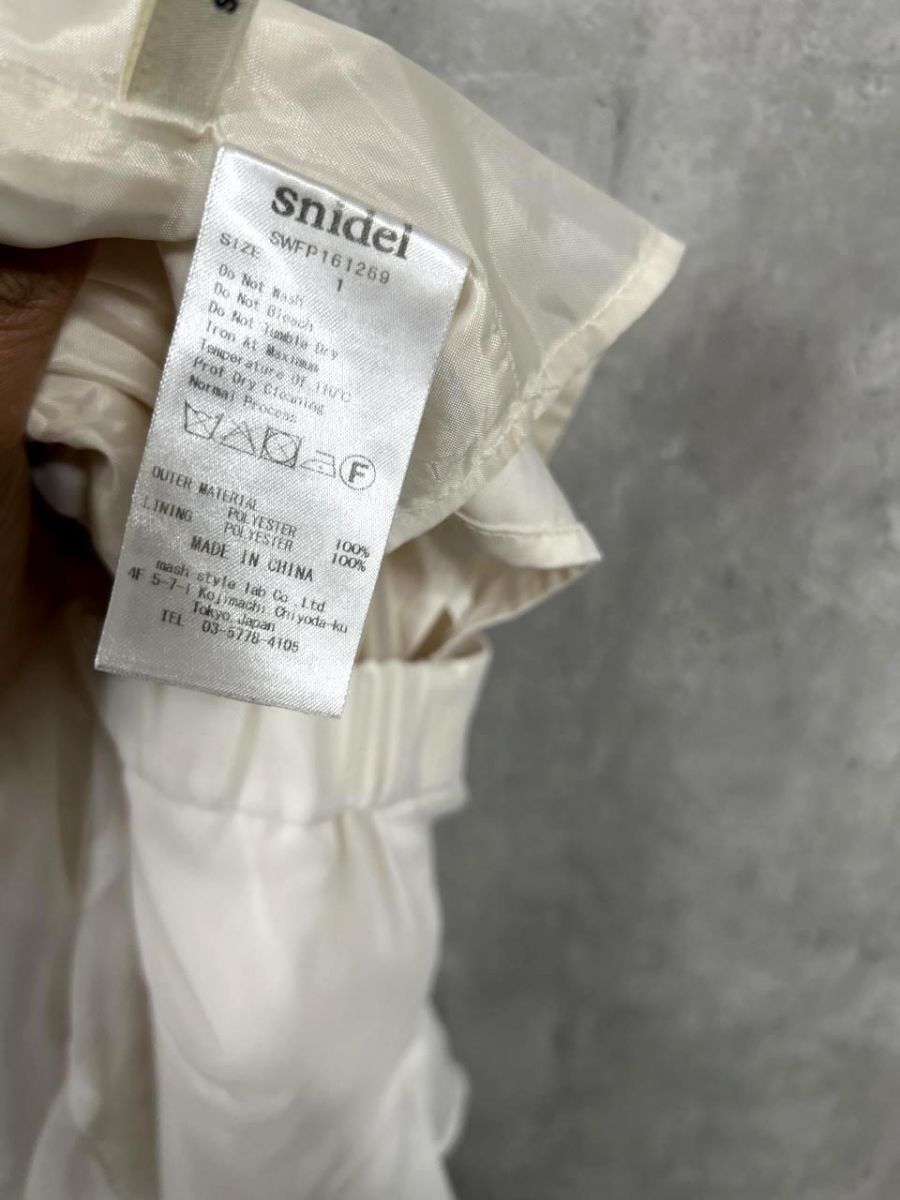 snidel
SWFP161269
SIZE 1
Do Not Wash
Do Not Bleach
Do Not Tumble Dry
Iron At Maximum
Temperature Of 110°C
Prof Dry Cleaning
Normal Process
F
OUTER MATERIAL
POLYESTER 100%
LINING POLYESTER 100%
MADE IN CHINA
mash style lab Co.,Ltd
4F 5-7-1 Kojimachi Chiyoda-ku
Tokyo Japan
TEL 03-5778-4105